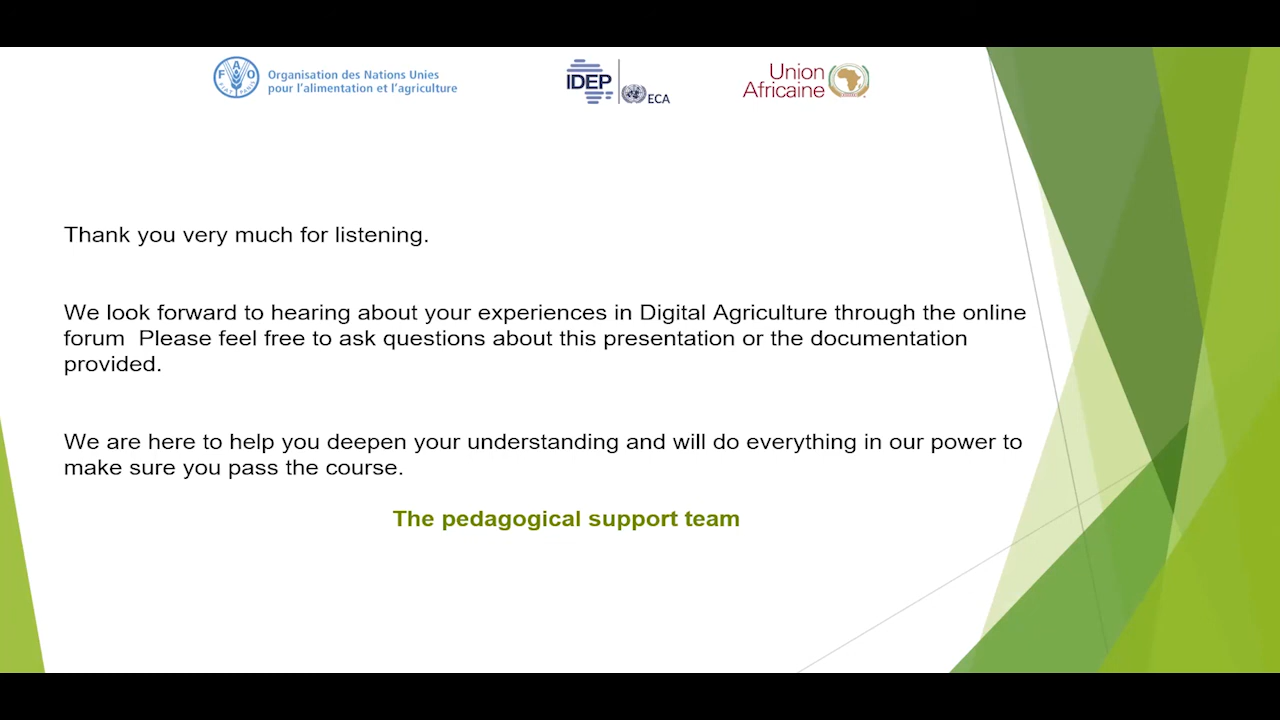 FAO
FIAT PANIS
Organisation des Nations Unies
pour l'alimentation et l'agriculture
IDEP
ECA
Union
Africaine
Thank you very much for listening.
We look forward to hearing about your experiences in Digital Agriculture through the online
forum  Please feel free to ask questions about this presentation or the documentation
provided.
We are here to help you deepen your understanding and will do everything in our power to
make sure you pass the course.
The pedagogical support team